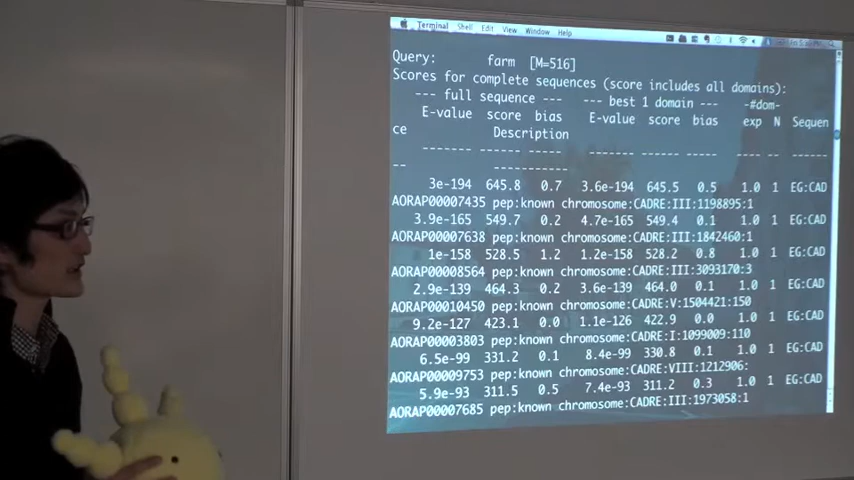 Terminal Shell Edit View Window Help
Query: farm [M=516]
Scores for complete sequences (score includes all domains):
--- full sequence --- --- best 1 domain --- -#dom-
E-value score bias E-value score bias exp N Sequen
ce Description
------- ------ ----- ------- ------ ----- ---- -- --------
-- -----------
3e-194 645.8 0.7 3.6e-194 645.5 0.5 1.0 1 EG:CAD
AORAP00007435 pep:known chromosome:CADRE:III:1198895:1
3.9e-165 549.7 0.2 4.7e-165 549.4 0.1 1.0 1 EG:CAD
AORAP00007638 pep:known chromosome:CADRE:III:1842460:1
1e-158 528.5 1.2 1.2e-158 528.2 0.8 1.0 1 EG:CAD
AORAP00008564 pep:known chromosome:CADRE:III:3093170:3
2.9e-139 464.3 0.2 3.6e-139 464.0 0.1 1.0 1 EG:CAD
AORAP00010450 pep:known chromosome:CADRE:V:1504421:150
9.2e-127 423.1 0.0 1.1e-126 422.9 0.0 1.0 1 EG:CAD
AORAP00003803 pep:known chromosome:CADRE:I:1099009:110
6.5e-99 331.2 0.1 8.4e-99 330.8 0.1 1.0 1 EG:CAD
AORAP00009753 pep:known chromosome:CADRE:VIII:1212906:
5.9e-93 311.5 0.5 7.4e-93 311.2 0.3 1.0 1 EG:CAD
AORAP00007685 pep:known chromosome:CADRE:III:1973058:1